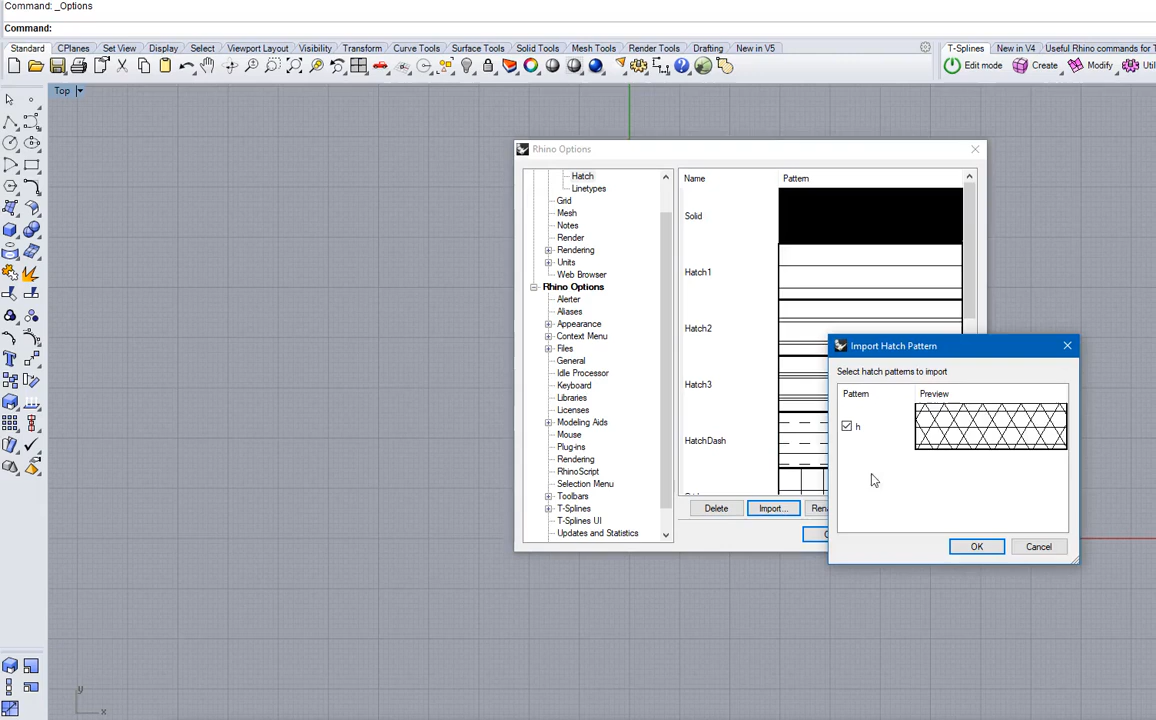 Command: _Options
Command:
Standard CPlanes Set View Display Select Viewport Layout Visibility Transform Curve Tools Surface Tools Solid Tools Mesh Tools Render Tools Drafting New in V5
T-Splines New in V4 Useful Rhino commands for T
Edit mode Create Modify Uti
Top
Rhino Options
Hatch
Linetypes
Grid
Mesh
Notes
Render
Rendering
Units
Web Browser
Rhino Options
Alerter
Aliases
Appearance
Context Menu
Files
General
Idle Processor
Keyboard
Libraries
Licenses
Modeling Aids
Mouse
Plug-ins
Rendering
RhinoScript
Selection Menu
Toolbars
T-Splines
T-Splines UI
Updates and Statistics
Name Pattern
Solid
Hatch1
Hatch2
Hatch3
HatchDash
Delete Import... Ren
Import Hatch Pattern
Select hatch patterns to import
Pattern Preview
h
OK Cancel
y
x